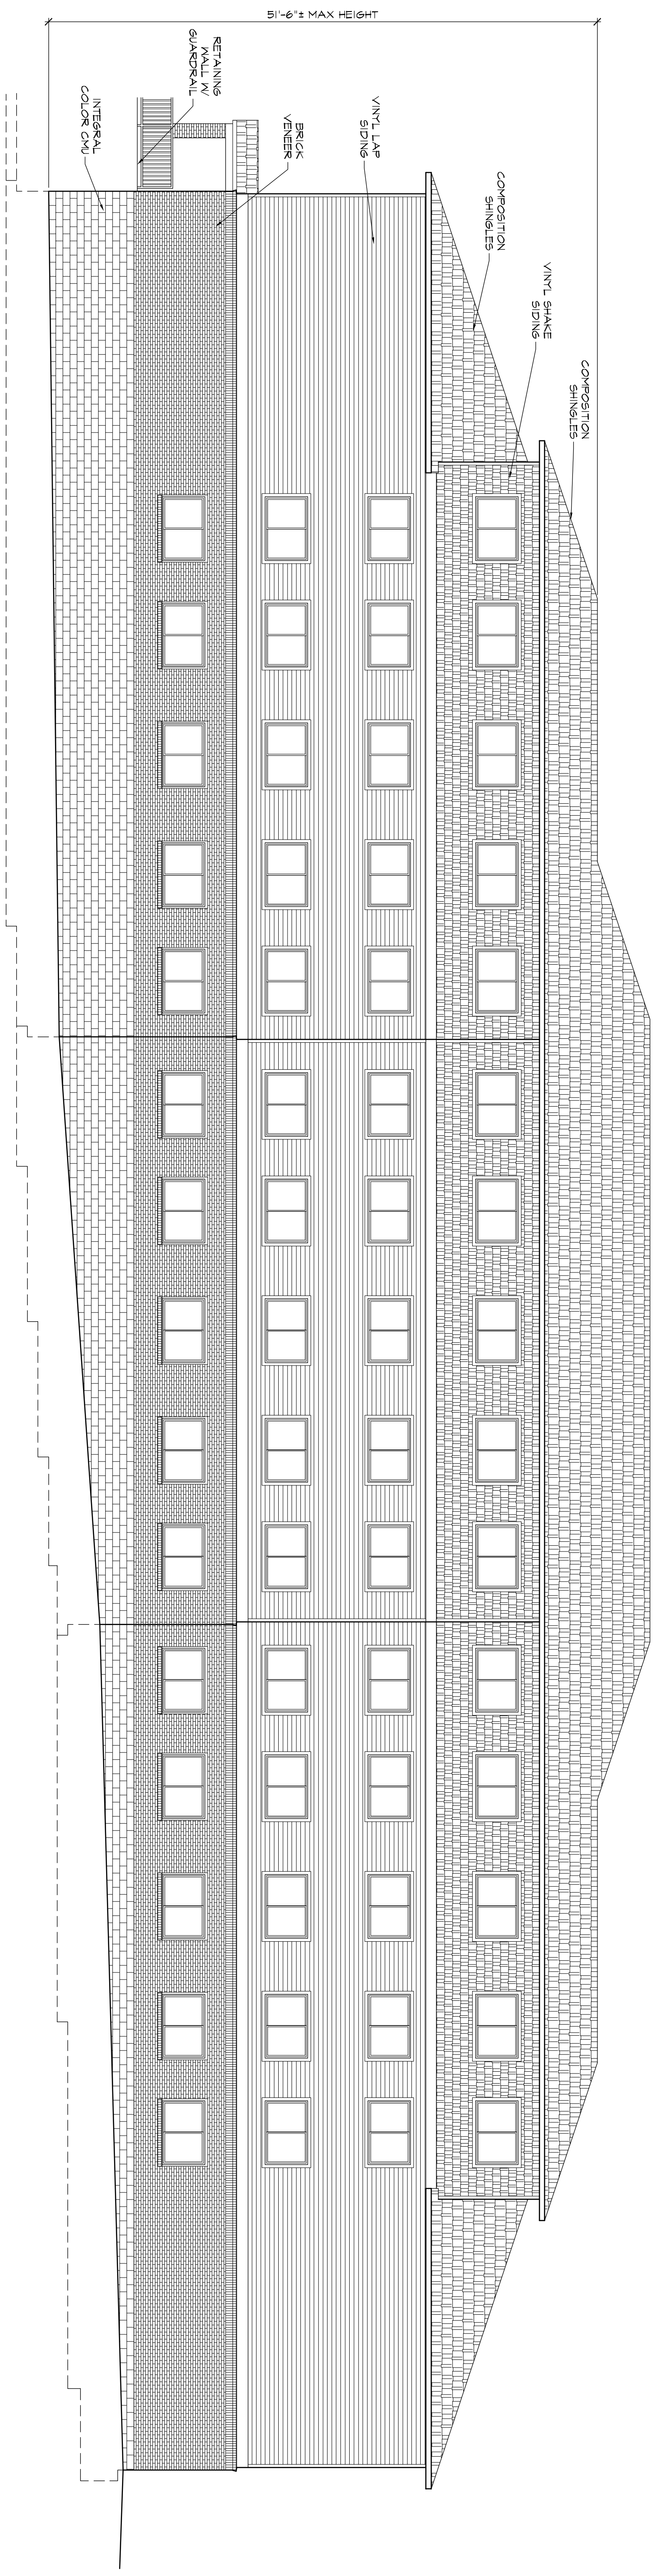 51'-6"± MAX HEIGHT
RETAINING
WALL W/
GUARDRAIL
INTEGRAL
COLOR CMU
BRICK
VENEER
VINYL LAP
SIDING
COMPOSITION
SHINGLES
VINYL SHAKE
SIDING
COMPOSITION
SHINGLES